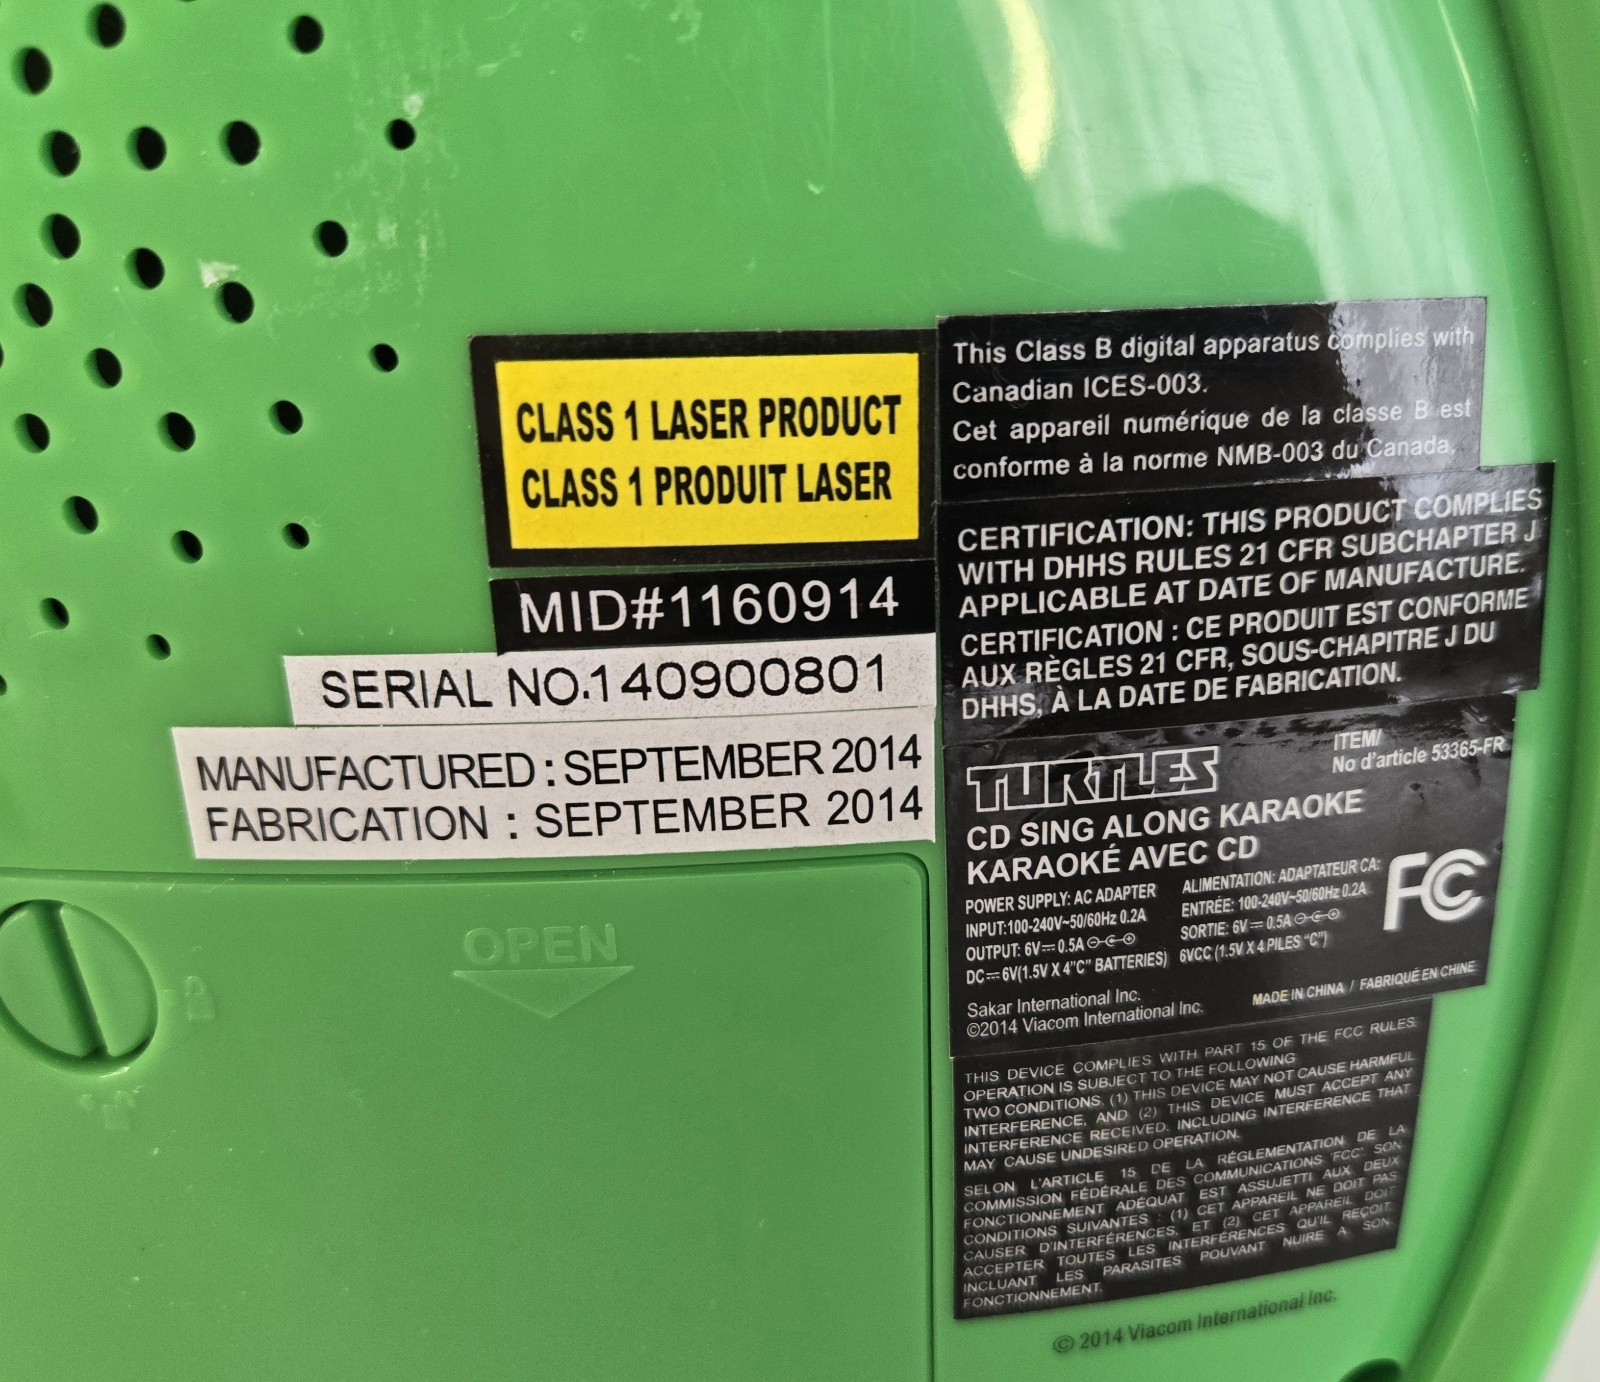 CLASS 1 LASER PRODUCT
CLASS 1 PRODUIT LASER
MID#1160914
SERIAL NO.140900801
MANUFACTURED : SEPTEMBER 2014
FABRICATION : SEPTEMBER 2014
OPEN
This Class B digital apparatus complies with
Canadian ICES-003.
Cet appareil numérique de la classe B est
conforme à la norme NMB-003 du Canada.
CERTIFICATION: THIS PRODUCT COMPLIES
WITH DHHS RULES 21 CFR SUBCHAPTER J
APPLICABLE AT DATE OF MANUFACTURE.
CERTIFICATION : CE PRODUIT EST CONFORME
AUX RÈGLES 21 CFR, SOUS-CHAPITRE J DU
DHHS, À LA DATE DE FABRICATION.
TURTLES
ITEM/
No d'article 53365-FR
CD SING ALONG KARAOKE
KARAOKÉ AVEC CD
POWER SUPPLY: AC ADAPTER
INPUT:100-240V~50/60Hz 0.2A
OUTPUT: 6V⎓0.5A
DC⎓6V(1.5V X 4"C" BATTERIES)
ALIMENTATION: ADAPTATEUR CA:
ENTRÉE: 100-240V~50/60Hz 0.2A
SORTIE: 6V⎓0.5A
6VCC (1.5V X 4 PILES "C")
FC
Sakar International Inc.
©2014 Viacom International Inc.
MADE IN CHINA / FABRIQUÉ EN CHINE
THIS DEVICE COMPLIES WITH PART 15 OF THE FCC RULES.
OPERATION IS SUBJECT TO THE FOLLOWING
TWO CONDITIONS. (1) THIS DEVICE MAY NOT CAUSE HARMFUL
INTERFERENCE, AND (2) THIS DEVICE MUST ACCEPT ANY
INTERFERENCE RECEIVED, INCLUDING INTERFERENCE THAT
MAY CAUSE UNDESIRED OPERATION.
SELON L'ARTICLE 15 DE LA RÉGLEMENTATION DE LA
COMMISSION FÉDÉRALE DES COMMUNICATIONS "FCC" SON
FONCTIONNEMENT ADÉQUAT EST ASSUJETTI AUX DEUX
CONDITIONS SUIVANTES : (1) CET APPAREIL NE DOIT PAS
CAUSER D'INTERFÉRENCES, ET (2) CET APPAREIL DOIT
ACCEPTER TOUTES LES INTERFÉRENCES QU'IL REÇOIT,
INCLUANT LES PARASITES POUVANT NUIRE À SON
FONCTIONNEMENT.
© 2014 Viacom International Inc.